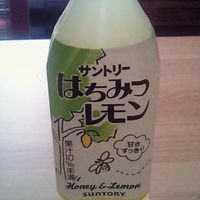 サントリー
はちみつ
レモン
甘さ
すっきり
果汁10%未満
Honey & Lemon
SUNTORY